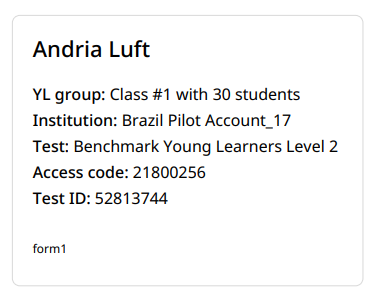 Andria Luft
YL group: Class #1 with 30 students
Institution: Brazil Pilot Account_17
Test: Benchmark Young Learners Level 2
Access code: 21800256
Test ID: 52813744
form1